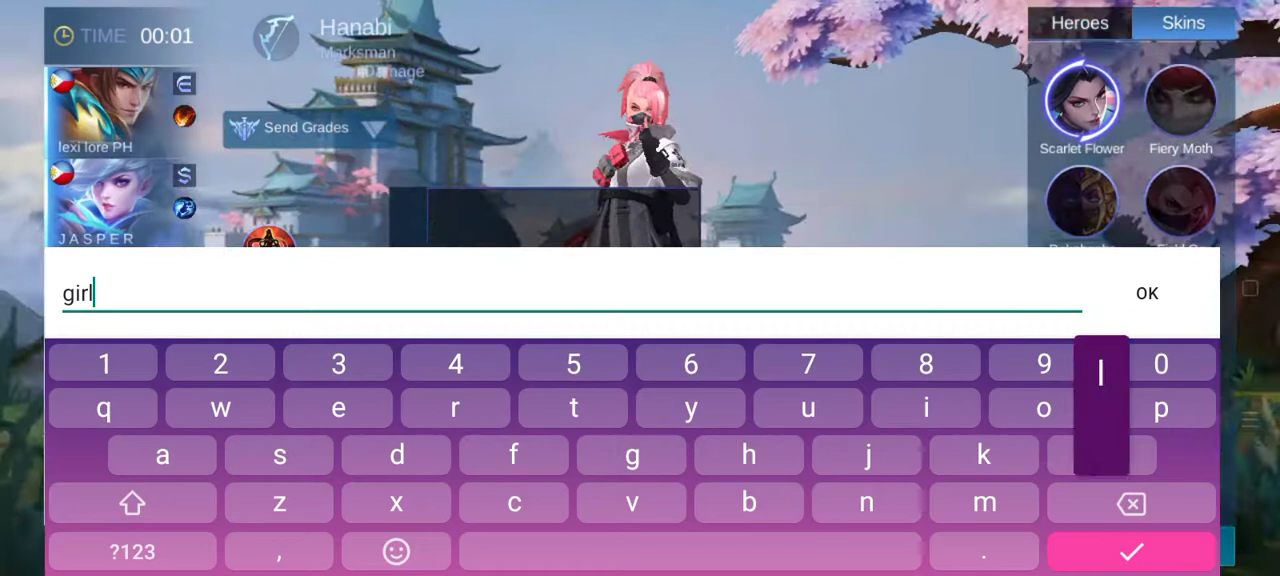 TIME 00:01
Hanabi
Marksman
Damage
Send Grades
lexi lore PH
JASPER
Heroes Skins
Scarlet Flower Fiery Moth
girl
OK
1 2 3 4 5 6 7 8 9 0
q w e r t y u i o p
l
a s d f g h j k
z x c v b n m
?123 , .